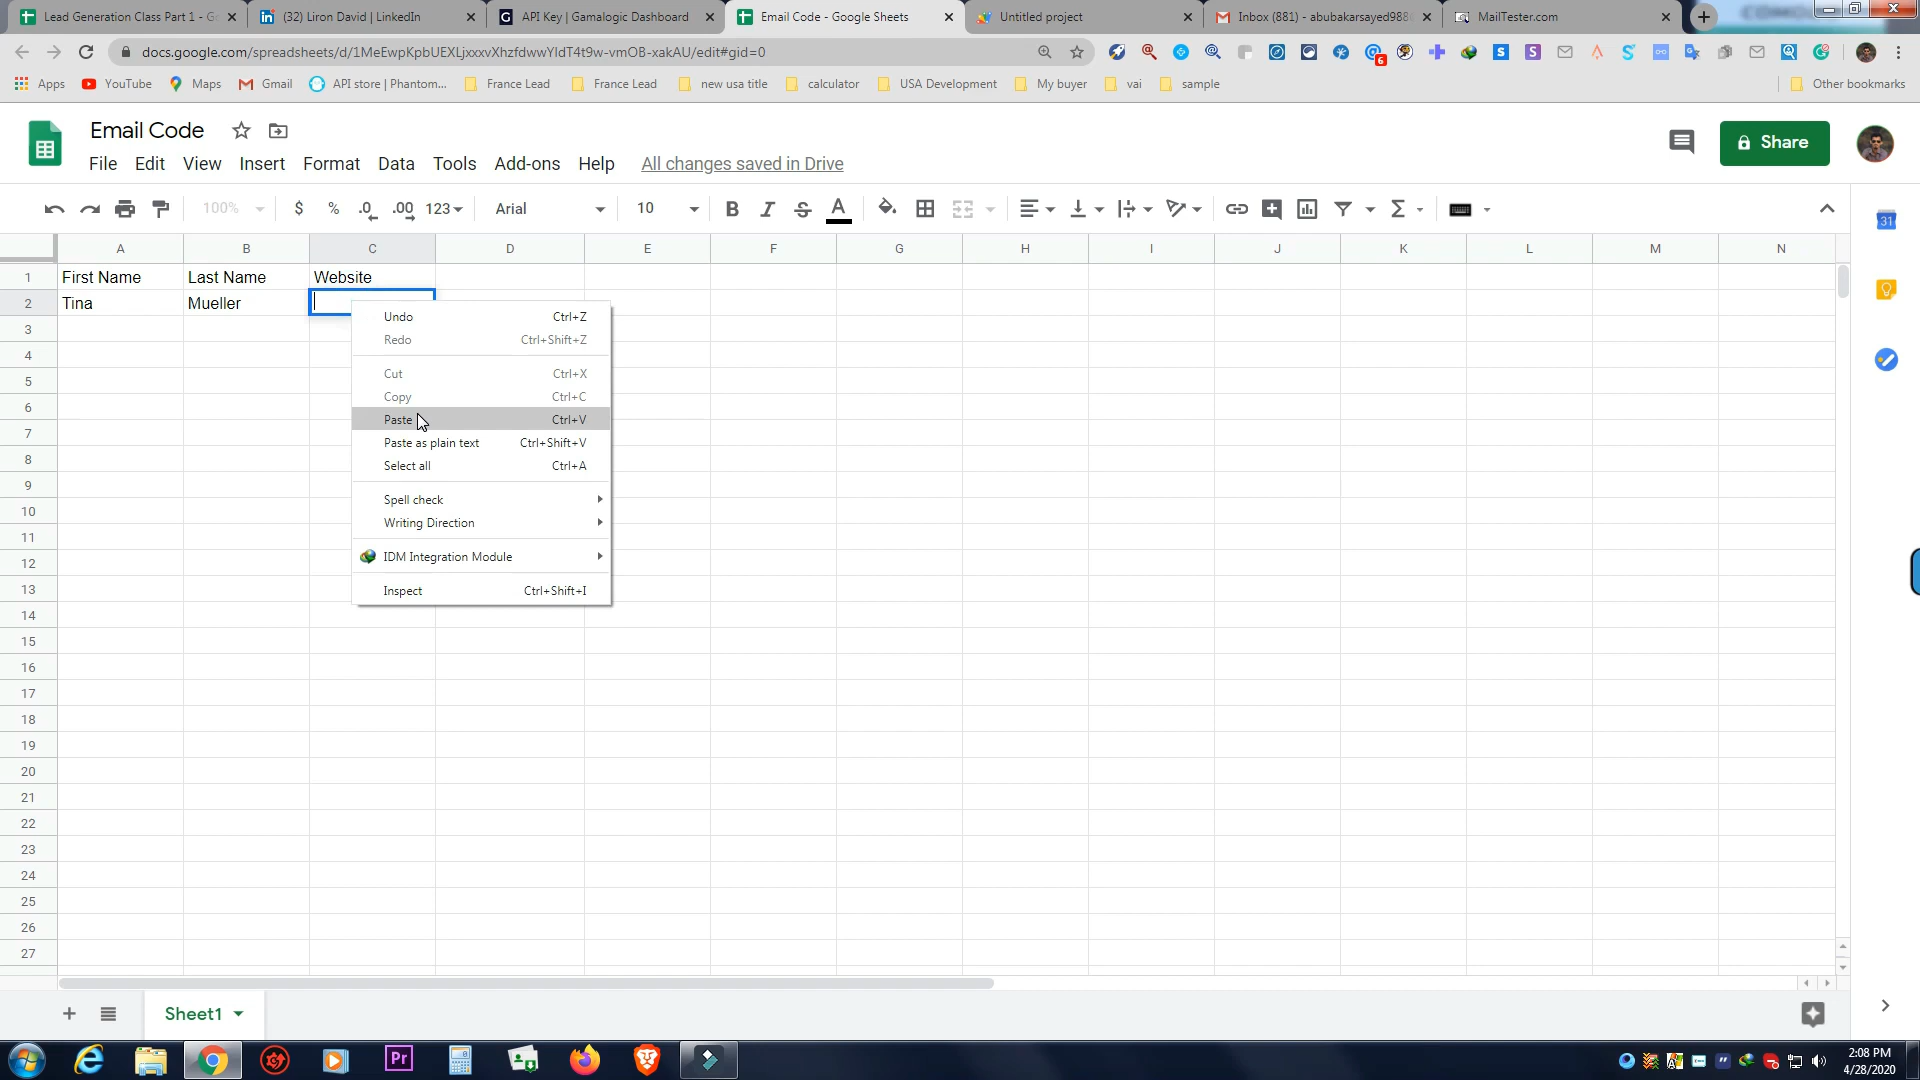 Lead Generation Class Part 1 - Go
(32) Liron David | LinkedIn
API Key | Gamalogic Dashboard
Email Code - Google Sheets
Untitled project
Inbox (881) - abubakarsayed988
MailTester.com
docs.google.com/spreadsheets/d/1MeEwpKpbUEXLjxxxvXhzfdwwYIdT4t9w-vmOB-xakAU/edit#gid=0
6
Apps YouTube Maps Gmail API store | Phantom... France Lead France Lead new usa title calculator USA Development My buyer vai sample Other bookmarks
Email Code
Share
File Edit View Insert Format Data Tools Add-ons Help All changes saved in Drive
100% $ % .0 .00 123 Arial 10 B I S A
31
A B C D E F G H I J K L M N
1 First Name Last Name Website
2 Tina Mueller
3
4
5
6
7
8
9
10
11
12
13
14
15
16
17
18
19
20
21
22
23
24
25
26
27
Undo Ctrl+Z
Redo Ctrl+Shift+Z
Cut Ctrl+X
Copy Ctrl+C
Paste Ctrl+V
Paste as plain text Ctrl+Shift+V
Select all Ctrl+A
Spell check
Writing Direction
IDM Integration Module
Inspect Ctrl+Shift+I
Sheet1
Pr
2:08 PM
4/28/2020